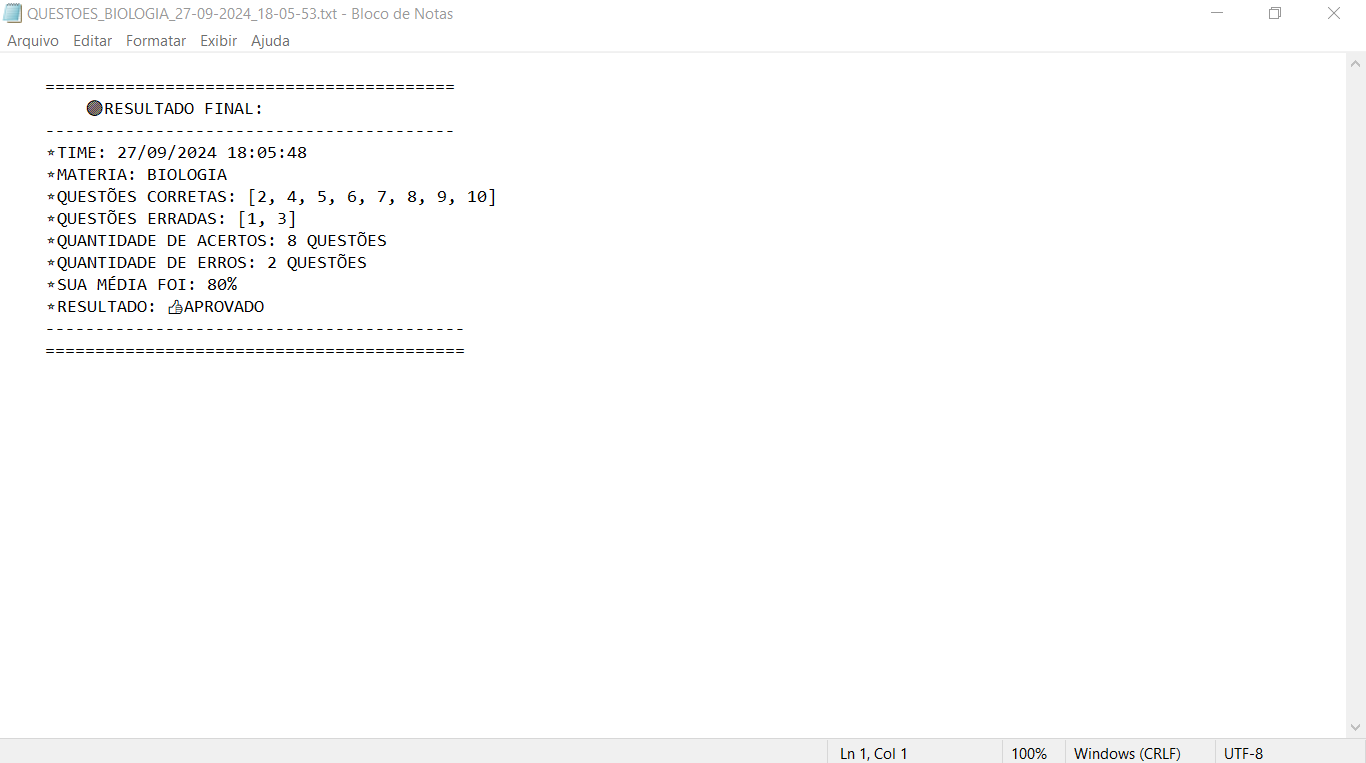 QUESTOES_BIOLOGIA_27-09-2024_18-05-53.txt - Bloco de Notas
Arquivo Editar Formatar Exibir Ajuda
=========================================
🔵RESULTADO FINAL:
-----------------------------------------
⭐TIME: 27/09/2024 18:05:48
⭐MATERIA: BIOLOGIA
⭐QUESTÕES CORRETAS: [2, 4, 5, 6, 7, 8, 9, 10]
⭐QUESTÕES ERRADAS: [1, 3]
⭐QUANTIDADE DE ACERTOS: 8 QUESTÕES
⭐QUANTIDADE DE ERROS: 2 QUESTÕES
⭐SUA MÉDIA FOI: 80%
⭐RESULTADO: 👍APROVADO
------------------------------------------
==========================================
Ln 1, Col 1 100% Windows (CRLF) UTF-8